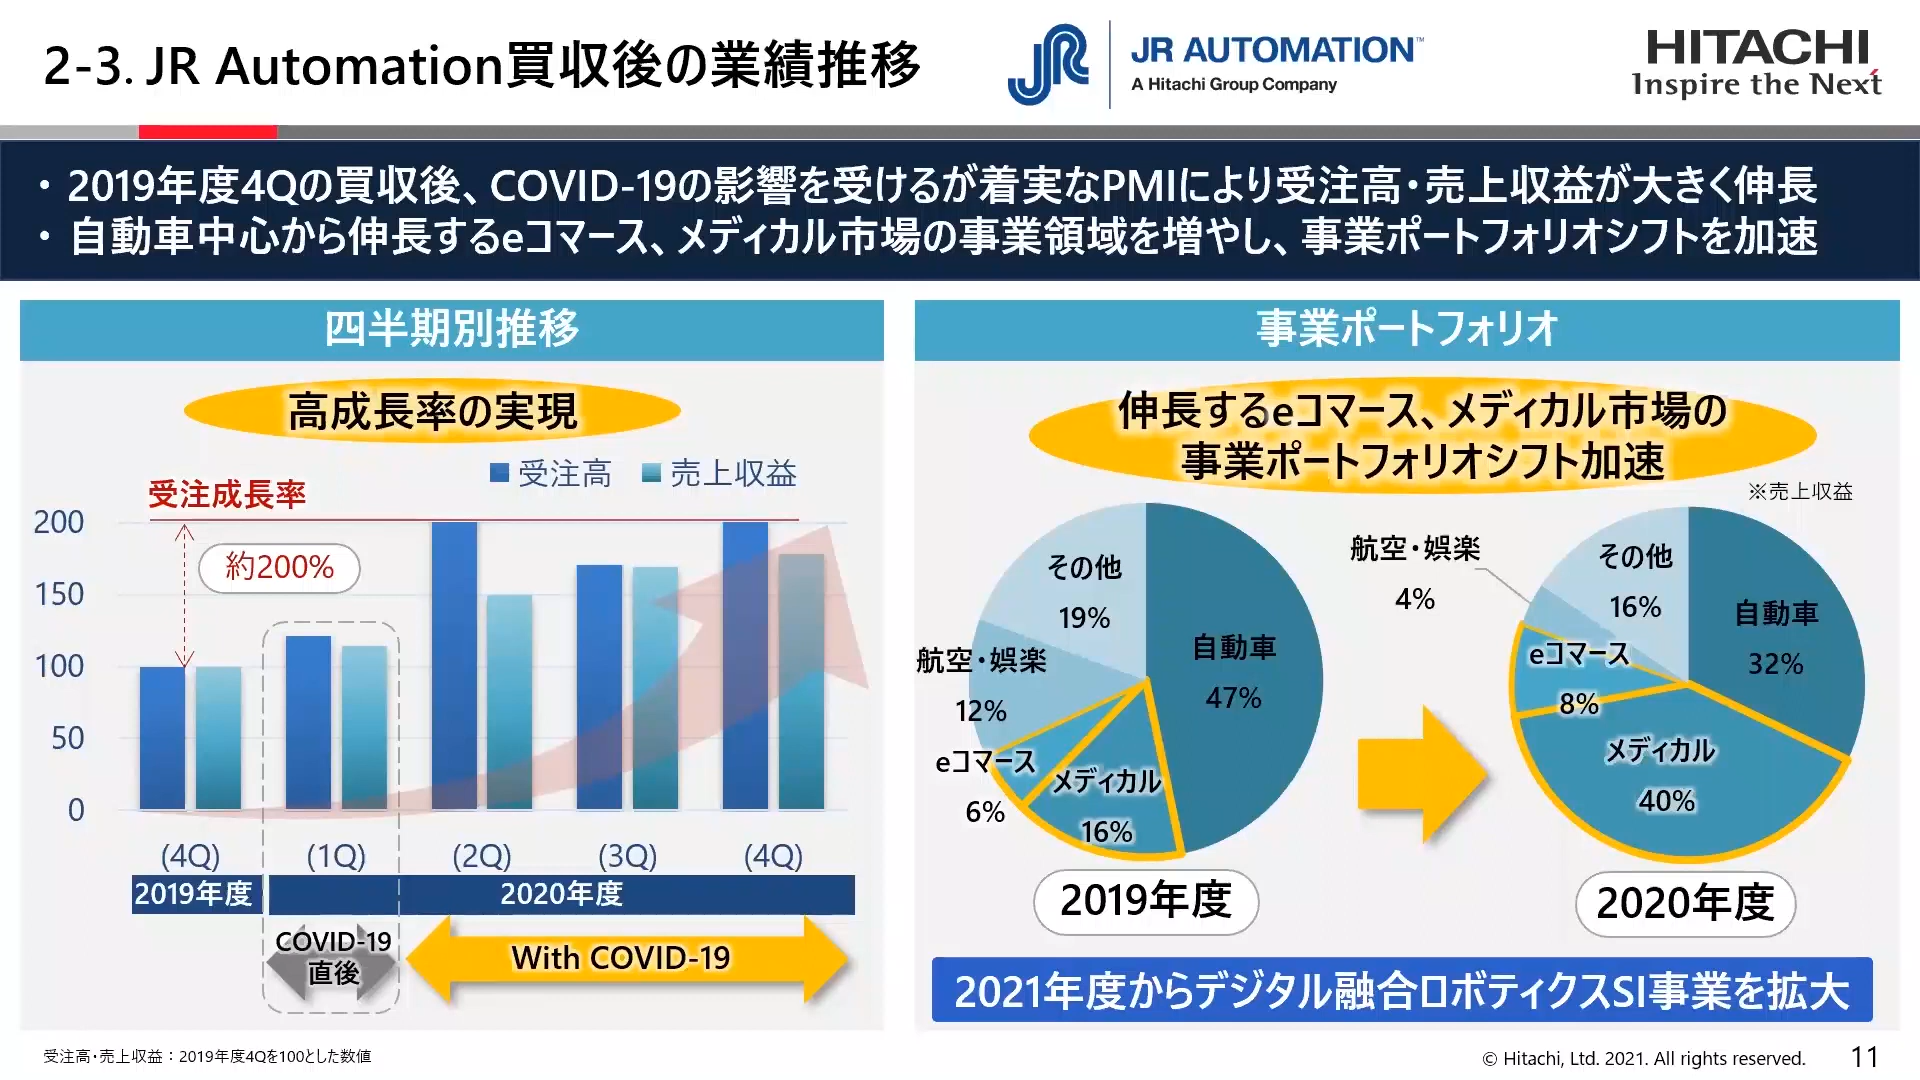 2-3. JR Automation買収後の業績推移
JR AUTOMATION™
A Hitachi Group Company
HITACHI
Inspire the Next
・2019年度4Qの買収後、COVID-19の影響を受けるが着実なPMIにより受注高・売上収益が大きく伸長
・自動車中心から伸長するeコマース、メディカル市場の事業領域を増やし、事業ポートフォリオシフトを加速
四半期別推移
高成長率の実現
受注高
売上収益
受注成長率
約200%
200
150
100
50
0
(4Q)
(1Q)
(2Q)
(3Q)
(4Q)
2019年度
2020年度
COVID-19
直後
With COVID-19
事業ポートフォリオ
伸長するeコマース、メディカル市場の
事業ポートフォリオシフト加速
※売上収益
その他
19%
自動車
47%
航空・娯楽
12%
eコマース
6%
メディカル
16%
2019年度
航空・娯楽
4%
その他
16%
自動車
32%
eコマース
8%
メディカル
40%
2020年度
2021年度からデジタル融合ロボティクスSI事業を拡大
受注高・売上収益：2019年度4Qを100とした数値
© Hitachi, Ltd. 2021. All rights reserved.
11